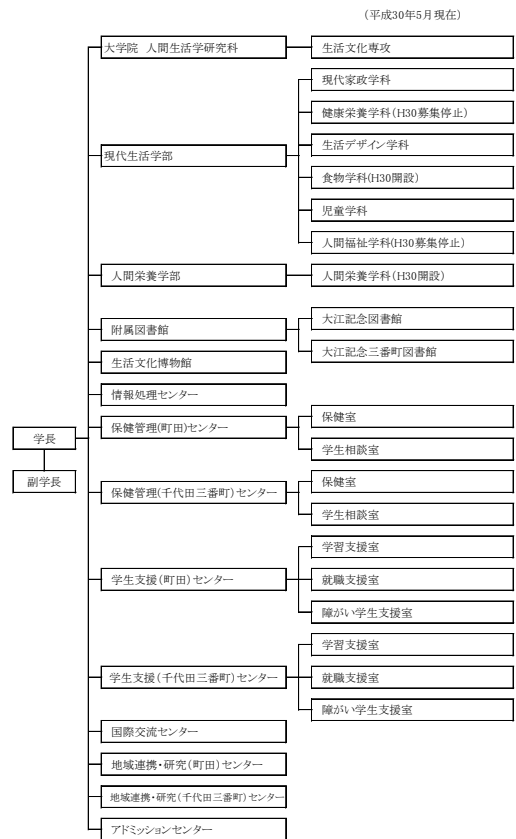 (平成30年5月現在)
大学院 人間生活学研究科
生活文化専攻
現代家政学科
健康栄養学科(H30募集停止)
生活デザイン学科
現代生活学部
食物学科(H30開設)
児童学科
人間福祉学科(H30募集停止)
人間栄養学部
人間栄養学科(H30開設)
大江記念図書館
附属図書館
大江記念三番町図書館
生活文化博物館
情報処理センター
保健室
保健管理(町田)センター
学長
学生相談室
副学長
保健室
保健管理(千代田三番町)センター
学生相談室
学習支援室
学生支援(町田)センター
就職支援室
障がい学生支援室
学習支援室
学生支援(千代田三番町)センター
就職支援室
障がい学生支援室
国際交流センター
地域連携・研究(町田)センター
地域連携・研究(千代田三番町)センター
アドミッションセンター